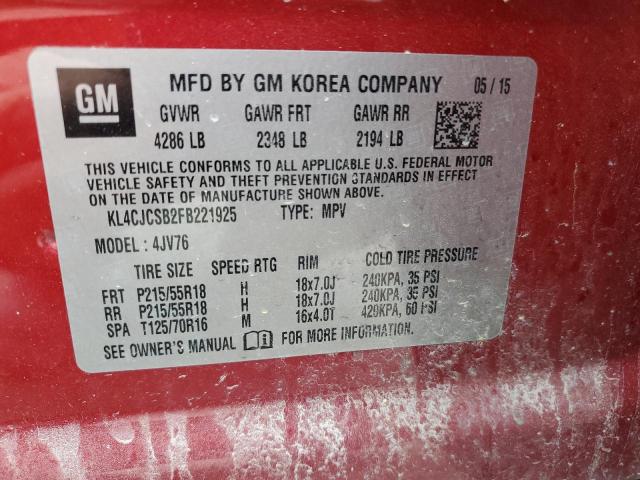 GM MFD BY GM KOREA COMPANY 05 / 15
GVWR GAWR FRT GAWR RR
4286 LB 2348 LB 2194 LB
THIS VEHICLE CONFORMS TO ALL APPLICABLE U.S. FEDERAL MOTOR
VEHICLE SAFETY AND THEFT PREVENTION STANDARDS IN EFFECT
ON THE DATE OF MANUFACTURE SHOWN ABOVE.
KL4CJCSB2FB221925 TYPE: MPV
MODEL : 4JV76
TIRE SIZE SPEED RTG RIM COLD TIRE PRESSURE
FRT P215/55R18 H 18x7.0J 240KPA, 35 PSI
RR P215/55R18 H 18x7.0J 240KPA, 35 PSI
SPA T125/70R16 M 16x4.0T 420KPA, 60 PSI
SEE OWNER'S MANUAL FOR MORE INFORMATION.